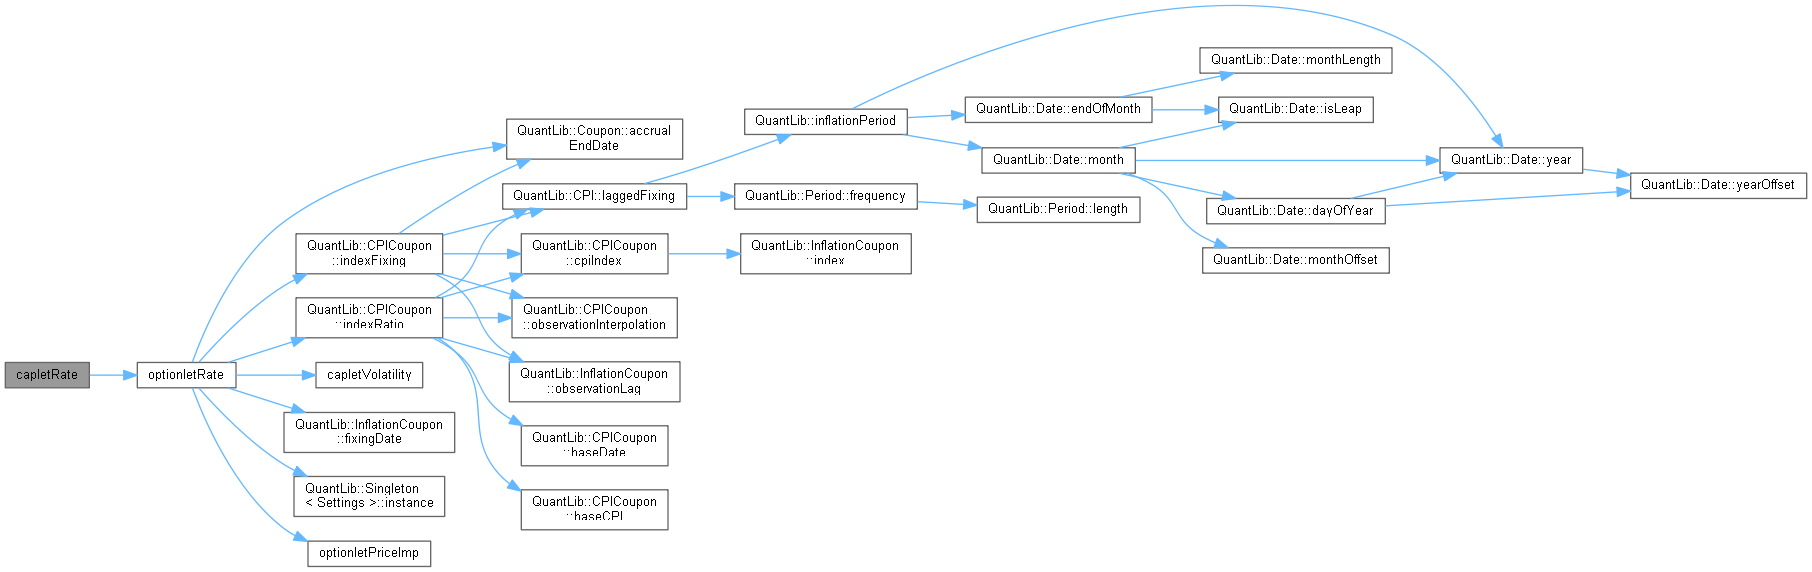 capletRate
optionletRate
QuantLib::Coupon::accrual
EndDate
QuantLib::CPICoupon
::indexFixing
QuantLib::CPICoupon
::indexRatio
capletVolatility
QuantLib::InflationCoupon
::fixingDate
QuantLib::Singleton
< Settings >::instance
optionletPriceImp
QuantLib::CPI::laggedFixing
QuantLib::CPICoupon
::cpiIndex
QuantLib::CPICoupon
::observationInterpolation
QuantLib::InflationCoupon
::observationLag
QuantLib::CPICoupon
::baseDate
QuantLib::CPICoupon
::baseCPI
QuantLib::inflationPeriod
QuantLib::Period::frequency
QuantLib::InflationCoupon
::index
QuantLib::Date::endOfMonth
QuantLib::Date::month
QuantLib::Period::length
QuantLib::Date::monthLength
QuantLib::Date::isLeap
QuantLib::Date::dayOfYear
QuantLib::Date::monthOffset
QuantLib::Date::year
QuantLib::Date::yearOffset